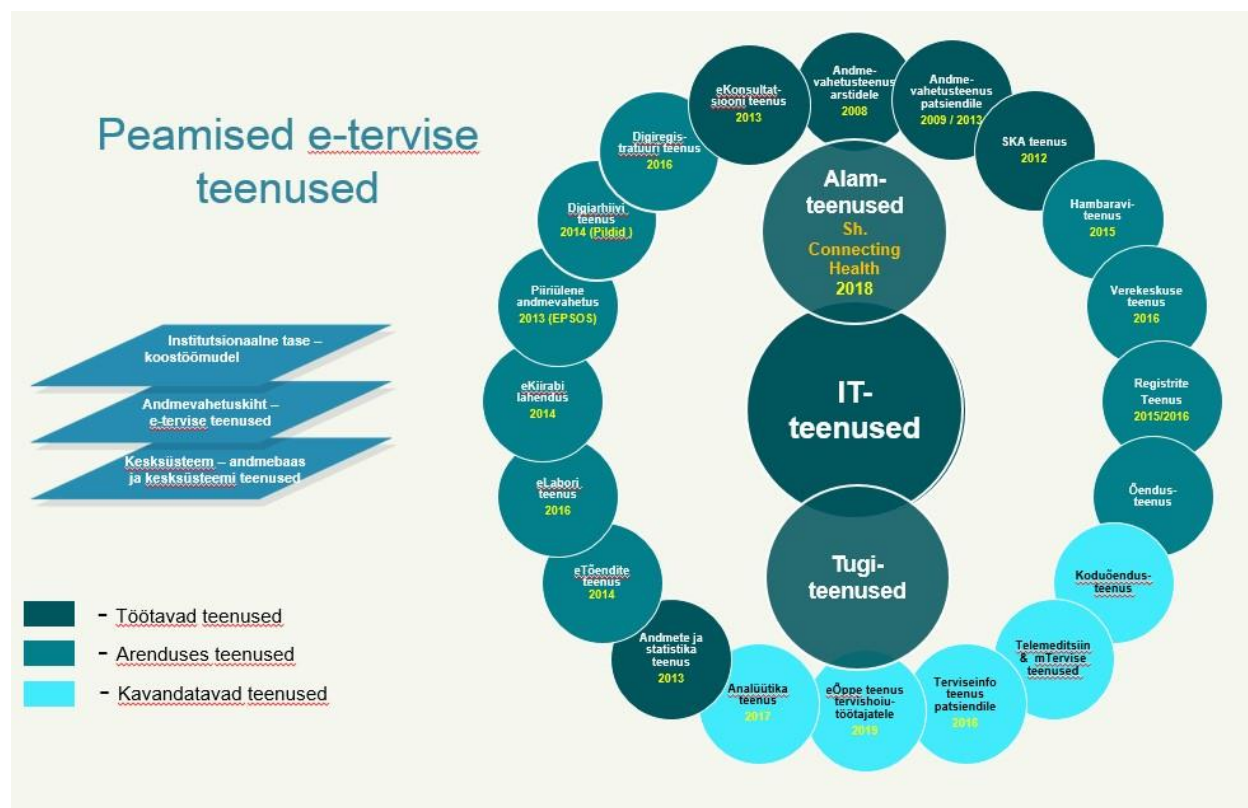 Peamised e-tervise
teenused
Institutsionaalne tase –
koostöömudel
Andmevahetuskiht –
e-tervise teenused
Kesksüsteem – andmebaas
ja kesksüsteemi teenused
- Töötavad teenused
- Arenduses teenused
- Kavandatavad teenused
Alam-
teenused
Sh.
Connecting
Health
2018
IT-
teenused
Tugi-
teenused
Andme-
vahetusteenus
arstidele
2008
Andme-
vahetusteenus
patsiendile
2009 / 2013
SKA teenus
2012
Hambaravi-
teenus
2015
Verekeskuse
teenus
2016
Registrite
Teenus
2015/2016
Õendus-
teenus
Koduõendus-
teenus
Telemeditsiin
& mTervise
teenused
Terviseinfo
teenus
patsiendile
2016
eÕppe teenus
tervishoiu-
töötajatele
2019
Analüütika
teenus
2017
Andmete ja
statistika
teenus
2013
eTõendite
teenus
2014
eLabori
teenus
2016
eKiirabi
lahendus
2014
Piiriülene
andmevahetus
2013 (EPSOS)
Digiarhiivi
teenus
2014 (Pildid )
Digiregis-
tratuuri teenus
2016
eKonsultat-
siooni teenus
2013